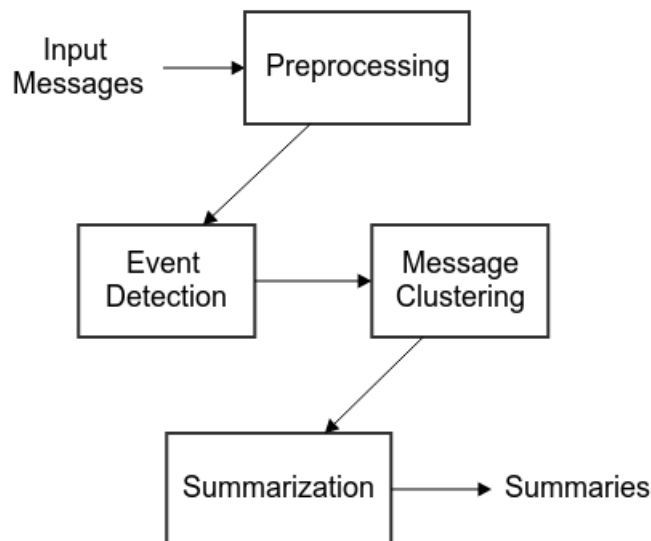 Input
Messages
Preprocessing
Event
Detection
Message
Clustering
Summarization
Summaries